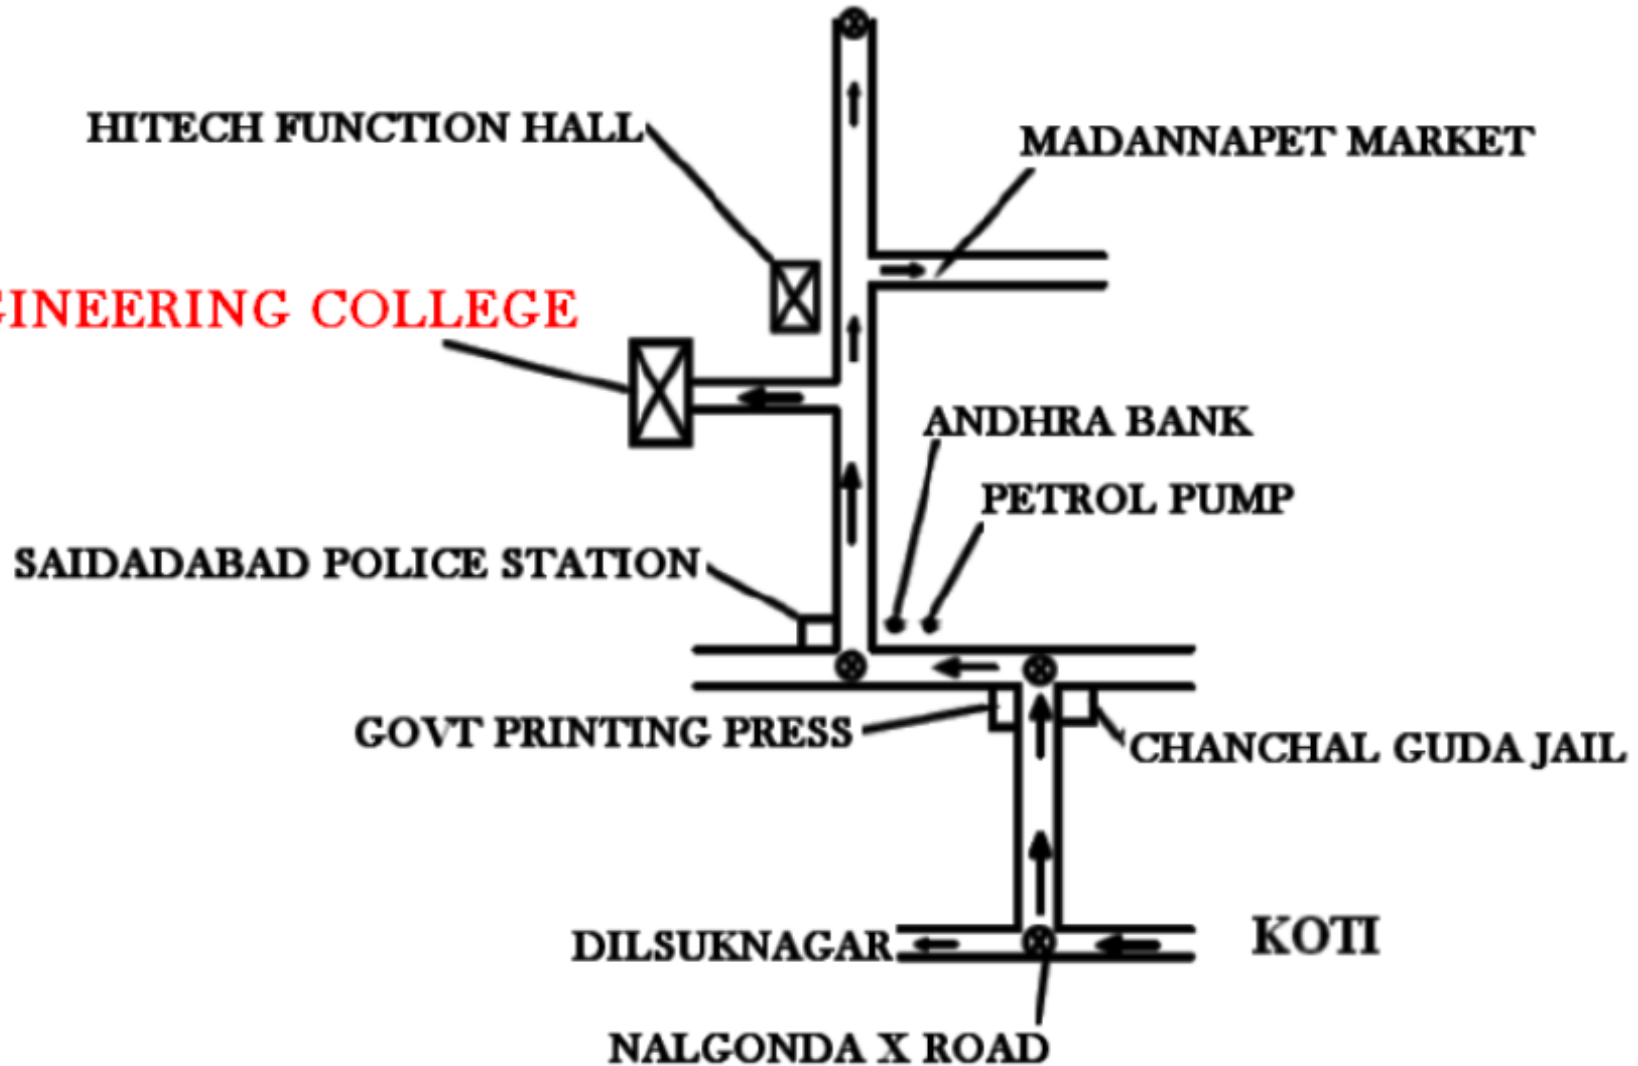 HITECH FUNCTION HALL
MADANNAPET MARKET
GINEERING COLLEGE
ANDHRA BANK
PETROL PUMP
SAIDADABAD POLICE STATION
GOVT PRINTING PRESS
CHANCHAL GUDA JAIL
DILSUKNAGAR
KOTI
NALGONDA X ROAD